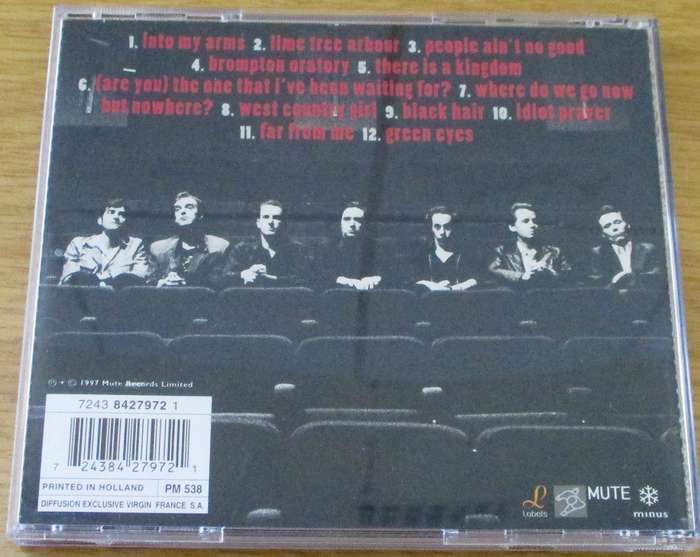 1. into my arms 2. lime tree arbour 3. people ain't no good
4. brompton oratory 5. there is a kingdom
6. (are you) the one that i've been waiting for? 7. where do we go now
but nowhere? 8. west country girl 9. black hair 10. idiot prayer
11. far from me 12. green eyes
℗ + © 1997 Mute Records Limited
7243 8427972 1
7 24384 27972 1
PRINTED IN HOLLAND PM 538
DIFFUSION EXCLUSIVE VIRGIN FRANCE S.A.
L Labels MUTE minus